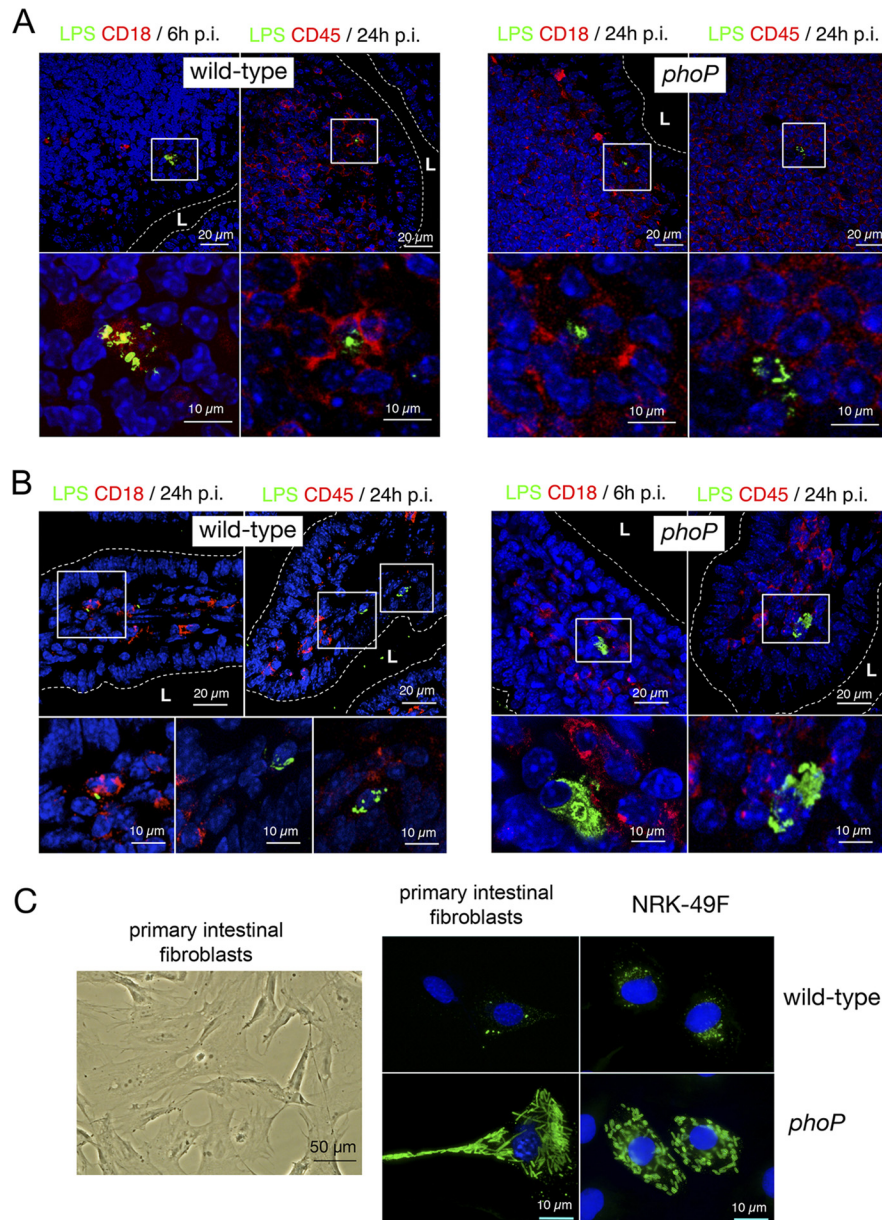 A
LPS CD18 / 6h p.i.
LPS CD45 / 24h p.i.
LPS CD18 / 24h p.i.
LPS CD45 / 24h p.i.
wild-type
phoP
L
L
L
20 µm
20 µm
20 µm
20 µm
10 µm
10 µm
10 µm
10 µm
B
LPS CD18 / 24h p.i.
LPS CD45 / 24h p.i.
LPS CD18 / 6h p.i.
LPS CD45 / 24h p.i.
wild-type
phoP
L
L
L
L
20 µm
20 µm
20 µm
20 µm
10 µm
10 µm
10 µm
10 µm
10 µm
C
primary intestinal
fibroblasts
50 µm
primary intestinal
fibroblasts
NRK-49F
wild-type
phoP
10 µm
10 µm